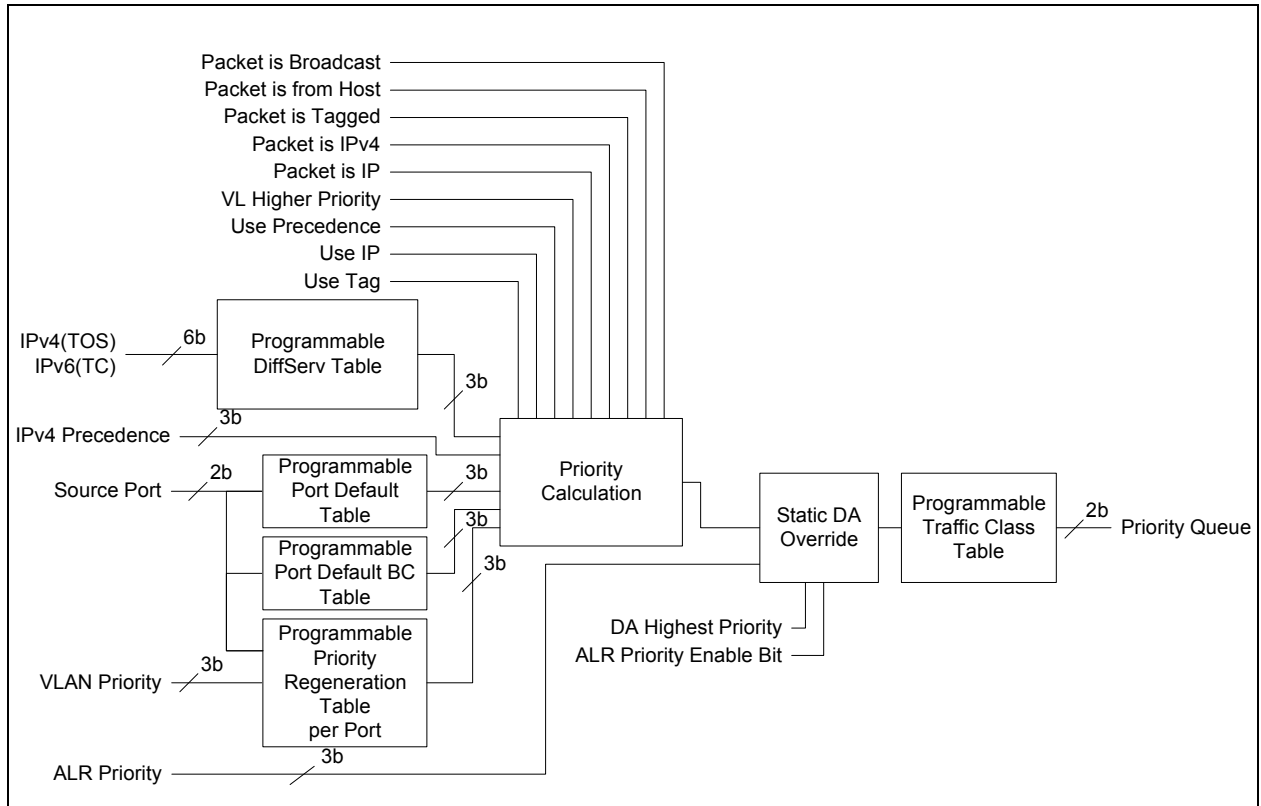 Packet is Broadcast
Packet is from Host
Packet is Tagged
Packet is IPv4
Packet is IP
VL Higher Priority
Use Precedence
Use IP
Use Tag
IPv4(TOS)
IPv6(TC)
6b
Programmable
DiffServ Table
3b
IPv4 Precedence
3b
Source Port
2b
Programmable
Port Default
Table
3b
Programmable
Port Default BC
Table
3b
VLAN Priority
3b
Programmable
Priority
Regeneration
Table
per Port
3b
ALR Priority
3b
Priority
Calculation
Static DA
Override
DA Highest Priority
ALR Priority Enable Bit
Programmable
Traffic Class
Table
2b
Priority Queue